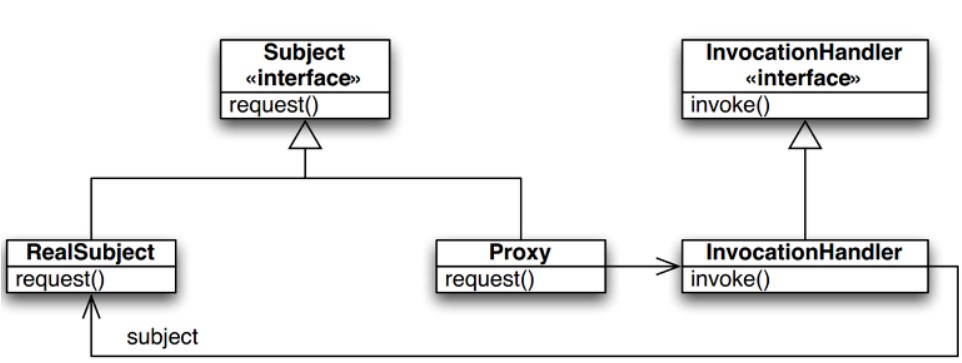 Subject
«interface»
request()
InvocationHandler
«interface»
invoke()
RealSubject
request()
Proxy
request()
InvocationHandler
invoke()
subject